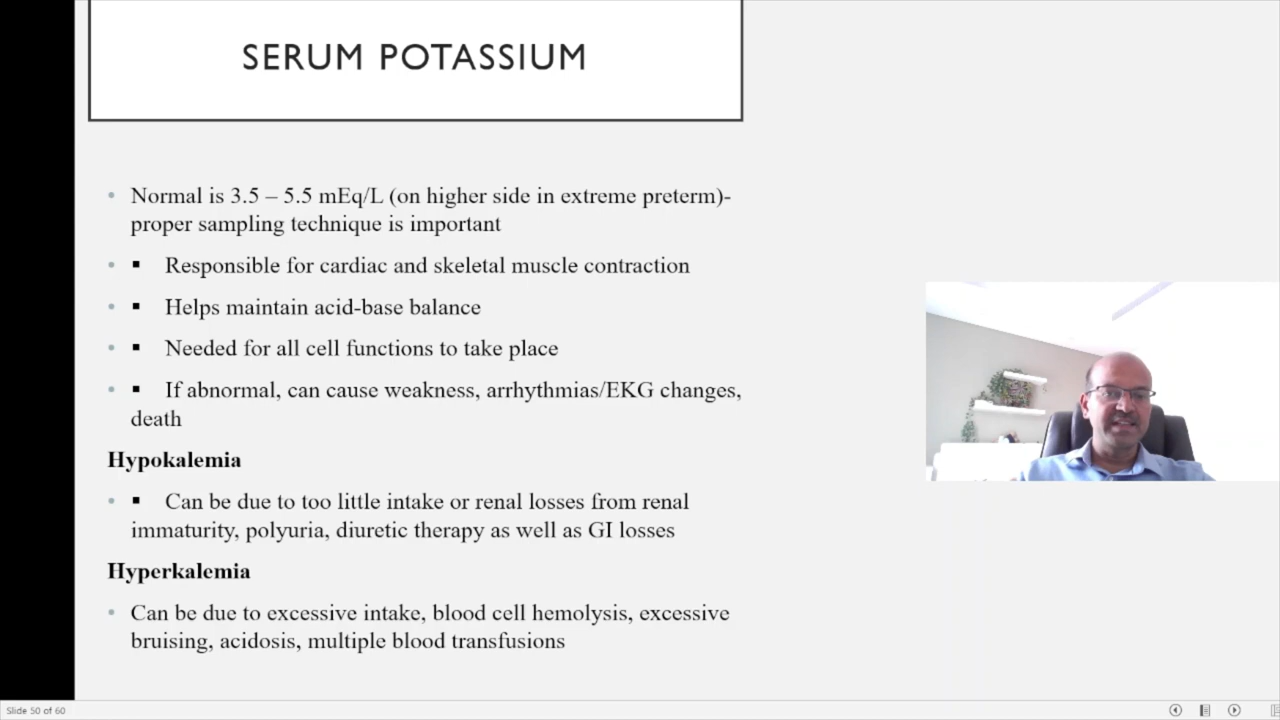 SERUM POTASSIUM
• Normal is 3.5 – 5.5 mEq/L (on higher side in extreme preterm)-
proper sampling technique is important
• ▪ Responsible for cardiac and skeletal muscle contraction
• ▪ Helps maintain acid-base balance
• ▪ Needed for all cell functions to take place
• ▪ If abnormal, can cause weakness, arrhythmias/EKG changes,
death
Hypokalemia
• ▪ Can be due to too little intake or renal losses from renal
immaturity, polyuria, diuretic therapy as well as GI losses
Hyperkalemia
• Can be due to excessive intake, blood cell hemolysis, excessive
bruising, acidosis, multiple blood transfusions
Slide 50 of 60